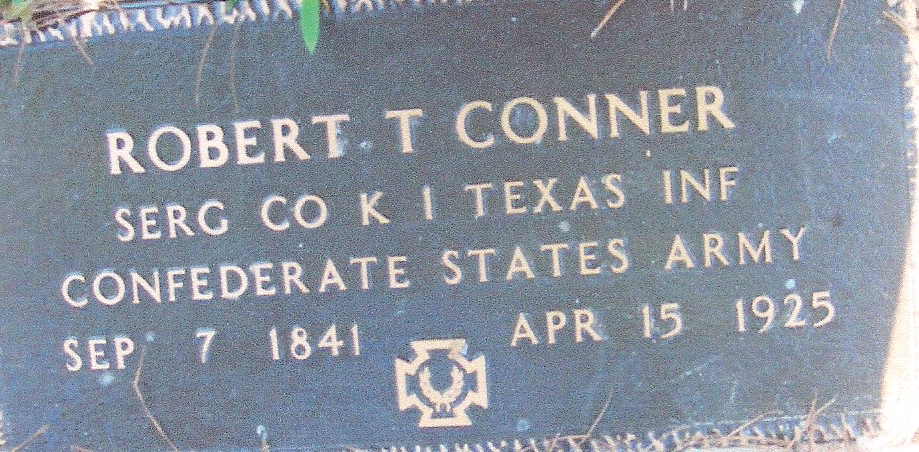 ROBERT T CONNER
SERG CO K 1 TEXAS INF
CONFEDERATE STATES ARMY
SEP 7 1841 APR 15 1925